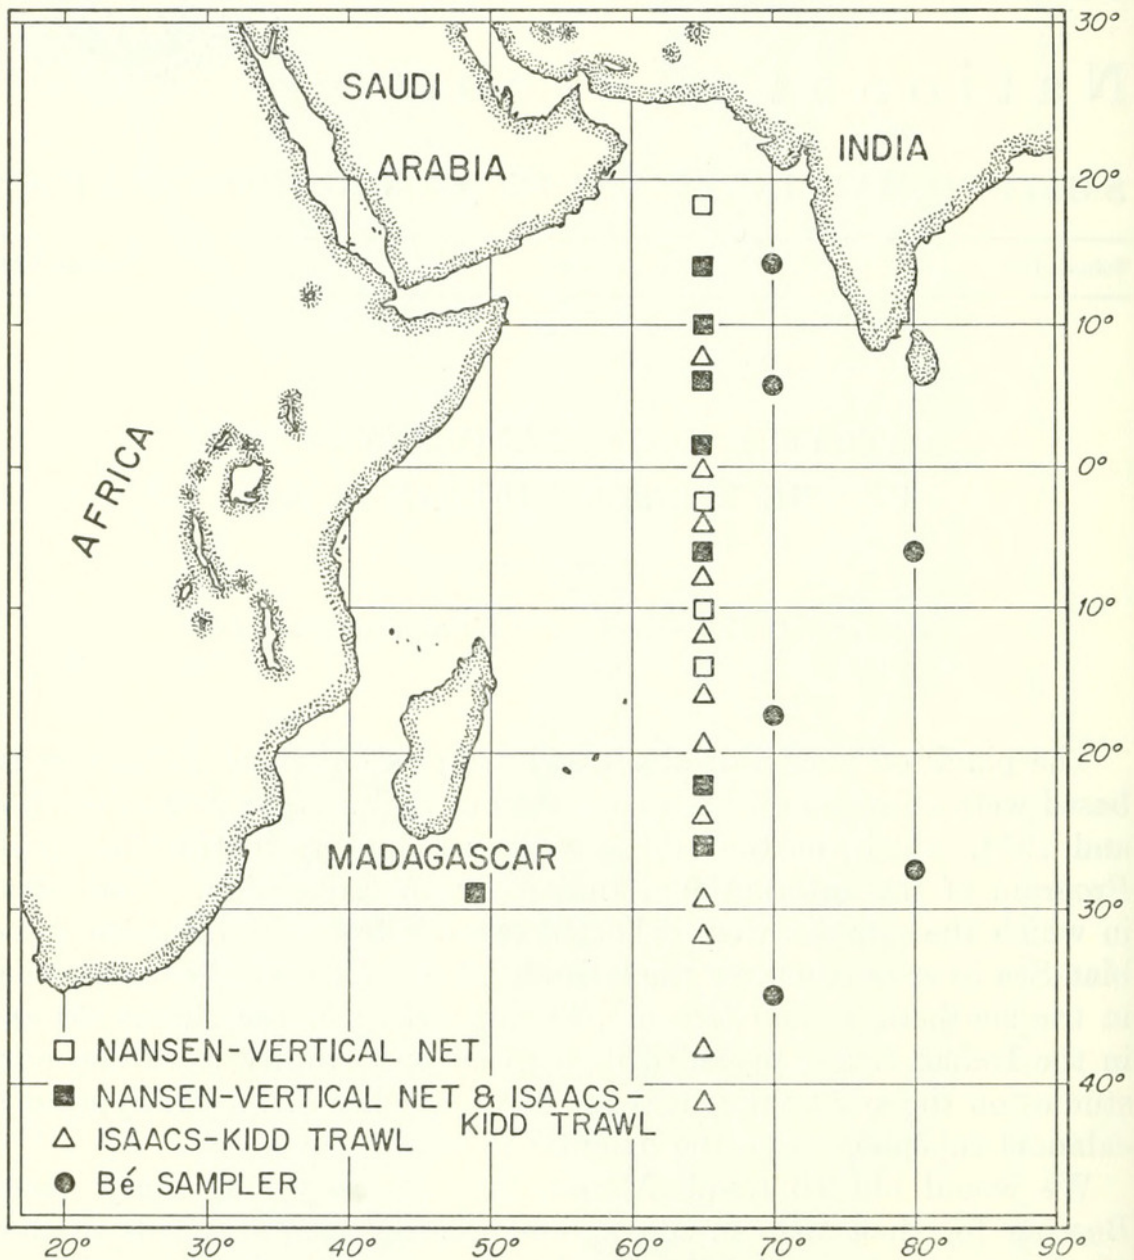 30°
SAUDI
ARABIA
INDIA
20°
10°
AFRICA
0°
10°
20°
MADAGASCAR
30°
□ NANSEN-VERTICAL NET
■ NANSEN-VERTICAL NET & ISAACS-
KIDD TRAWL
△ ISAACS-KIDD TRAWL
● Bé SAMPLER
40°
20° 30° 40° 50° 60° 70° 80° 90°